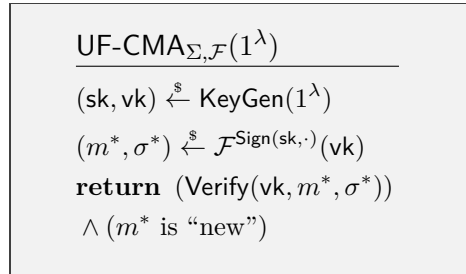 UF-CMA_{Σ,ℱ}(1^λ)
(sk, vk) ←$ KeyGen(1^λ)
(m*, σ*) ←$ ℱ^{Sign(sk,·)}(vk)
return (Verify(vk, m*, σ*))
∧ (m* is “new”)